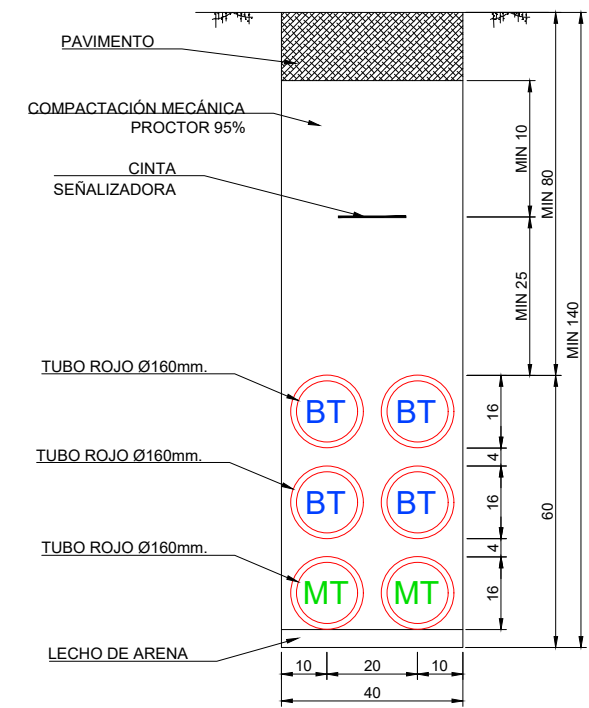 PAVIMENTO
COMPACTACIÓN MECÁNICA
PROCTOR 95%
CINTA
SEÑALIZADORA
MIN 10
MIN 80
MIN 25
MIN 140
TUBO ROJO Ø160mm.
BT BT
16
4
TUBO ROJO Ø160mm.
BT BT
16
60
4
TUBO ROJO Ø160mm.
MT MT
16
LECHO DE ARENA
10 20 10
40